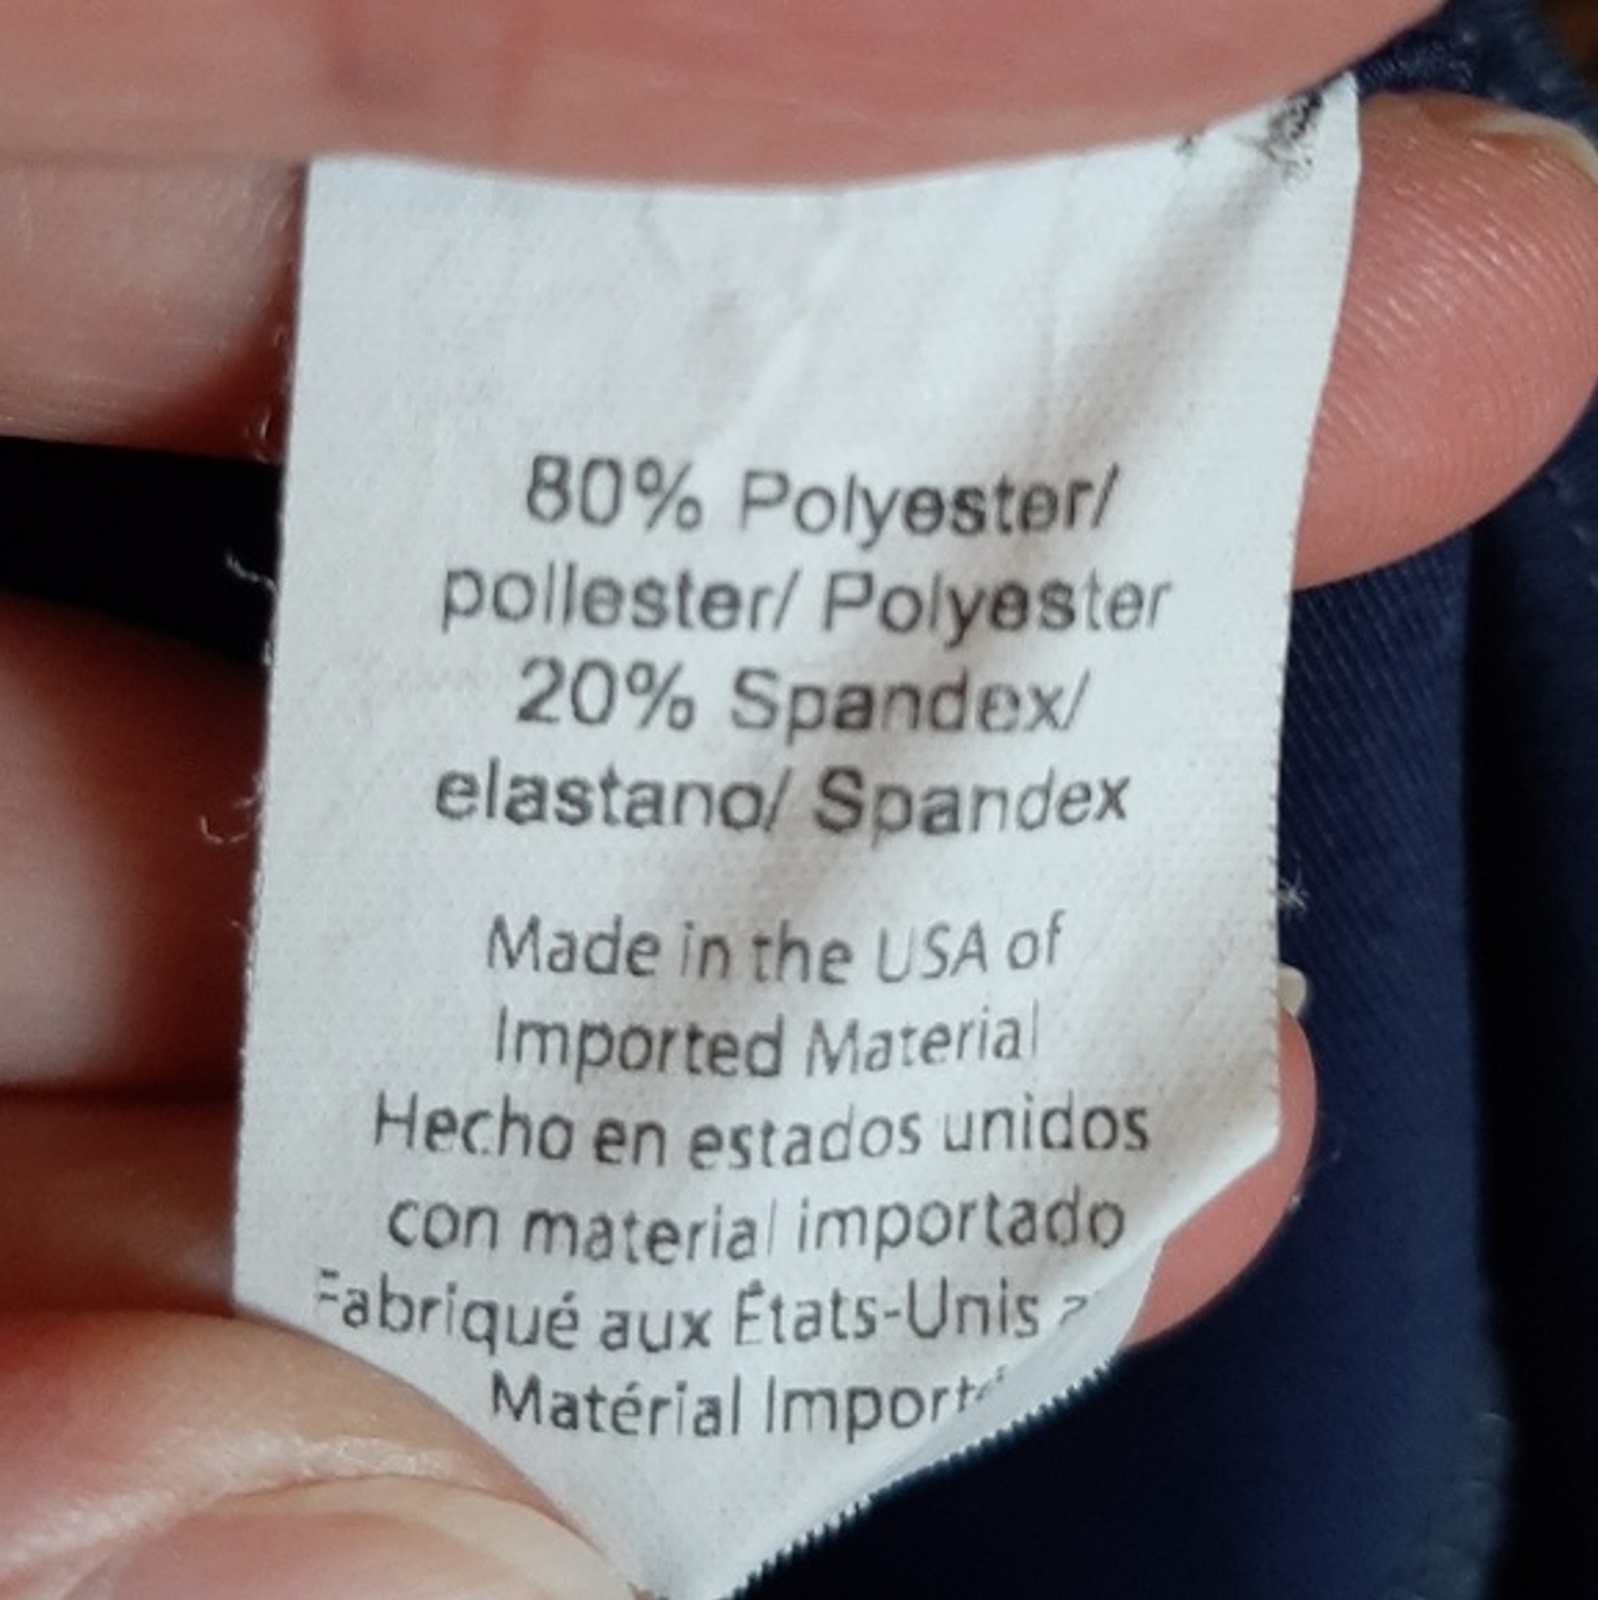 80% Polyester/
poliester/ Polyester
20% Spandex/
elastano/ Spandex
Made in the USA of
Imported Material
Hecho en estados unidos
con material importado
Fabriqué aux États-Unis
Matérial